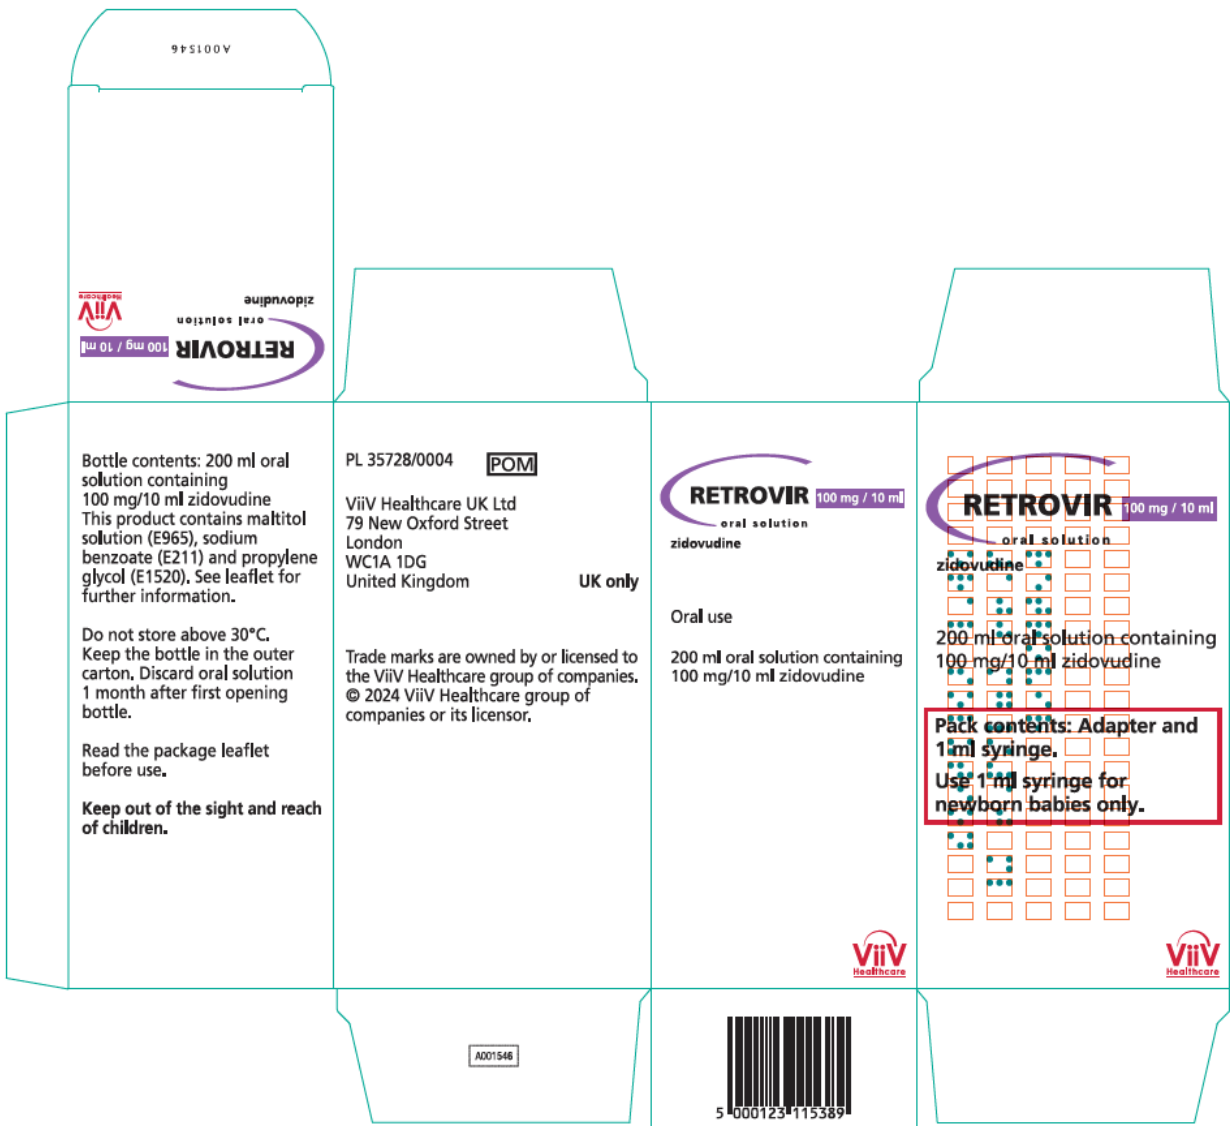 A001546
ViiV
Healthcare
zidovudine
oral solution
RETROVIR 100 mg / 10 ml
Bottle contents: 200 ml oral
solution containing
100 mg/10 ml zidovudine
This product contains maltitol
solution (E965), sodium
benzoate (E211) and propylene
glycol (E1520). See leaflet for
further information.
Do not store above 30°C.
Keep the bottle in the outer
carton. Discard oral solution
1 month after first opening
bottle.
Read the package leaflet
before use.
Keep out of the sight and reach
of children.
PL 35728/0004 POM
ViiV Healthcare UK Ltd
79 New Oxford Street
London
WC1A 1DG
United Kingdom UK only
Trade marks are owned by or licensed to
the ViiV Healthcare group of companies.
© 2024 ViiV Healthcare group of
companies or its licensor.
A001546
RETROVIR 100 mg / 10 ml
oral solution
zidovudine
Oral use
200 ml oral solution containing
100 mg/10 ml zidovudine
ViiV
Healthcare
5 000123 115389
RETROVIR 100 mg / 10 ml
oral solution
zidovudine
200 ml oral solution containing
100 mg/10 ml zidovudine
Pack contents: Adapter and
1 ml syringe.
Use 1 ml syringe for
newborn babies only.
ViiV
Healthcare